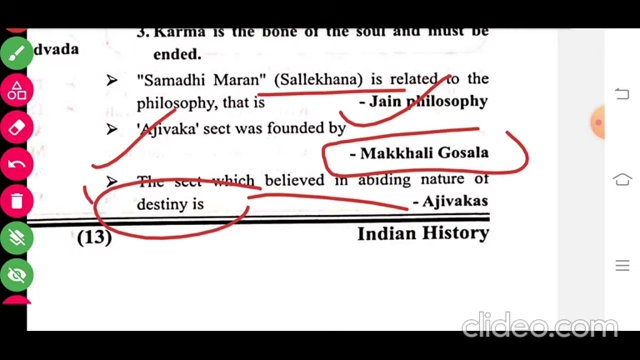 3. Karma is the bone of the soul and must be
dvada
ended.
➤ "Samadhi Maran" (Sallekhana) is related to the
philosophy, that is - Jain philosophy
➤ 'Ajivaka' sect was founded by
- Makkhali Gosala
➤ The sect which believed in abiding nature of
destiny is - Ajivakas
(13) Indian History
clideo.com